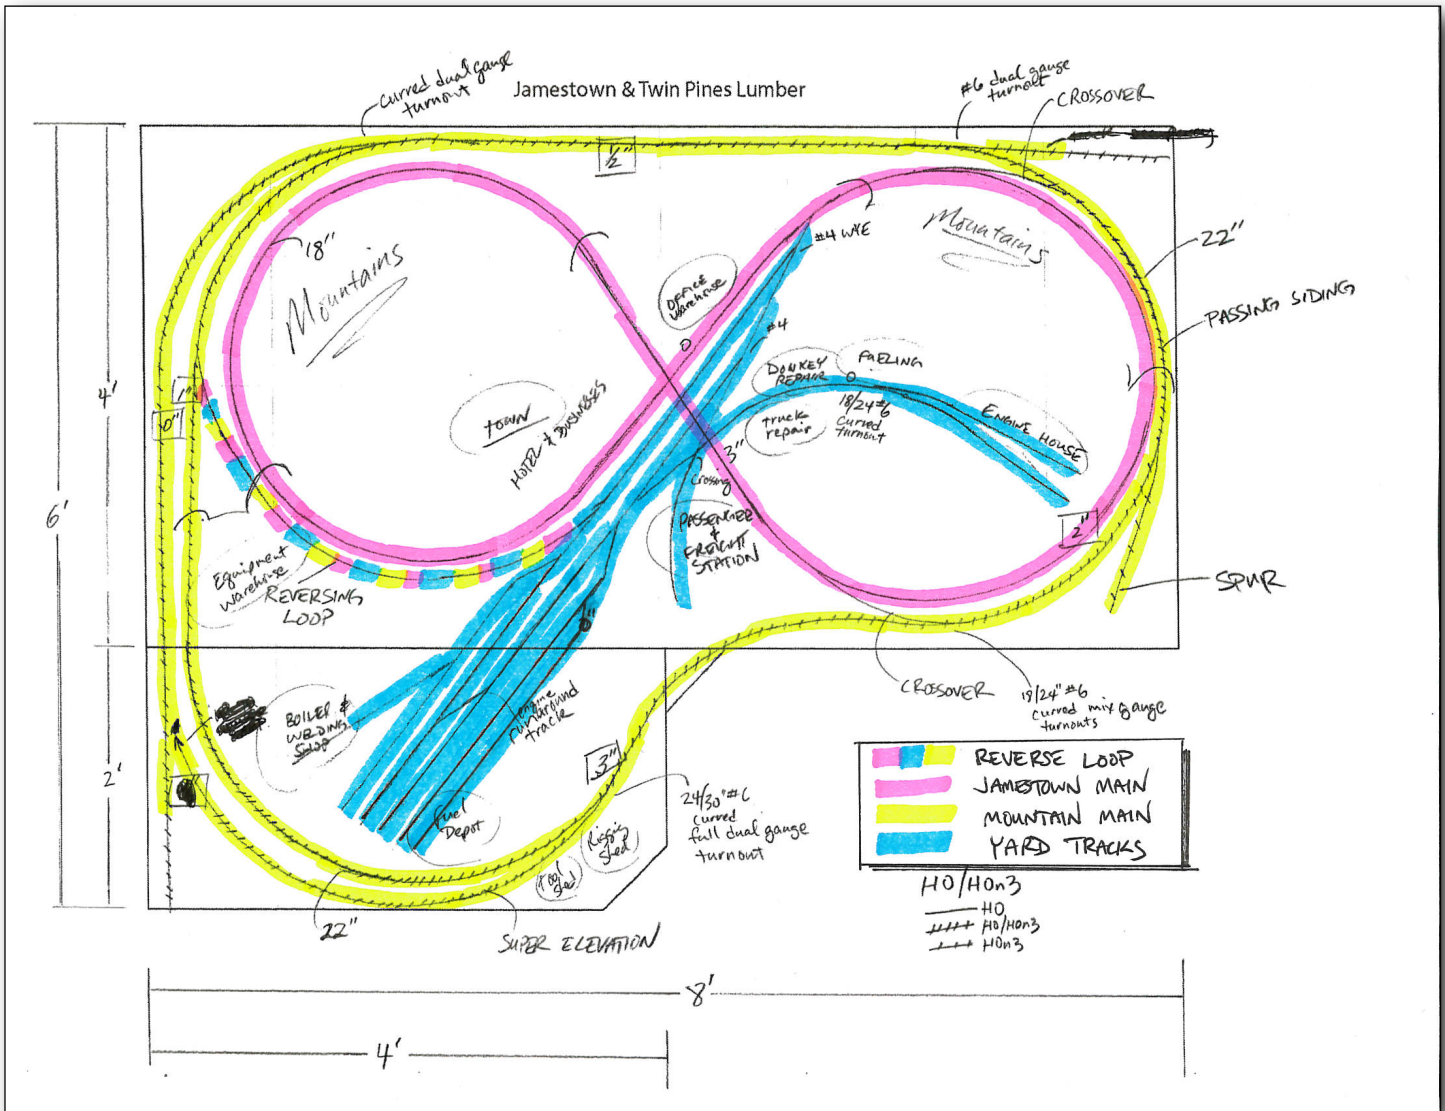 Jamestown & Twin Pines Lumber
curved dual gauge
turnout
#6 dual gauge
turnout
CROSSOVER
1/2"
18"
Mountains
#4 WYE
Mountains
22"
PASSING SIDING
OFFICE
Warehouse
#4
DONKEY
REPAIR
FUELING
4'
1"
0"
town
HOTEL & BUSINESSES
truck
repair
18/24 #6
curved
turnout
ENGINE HOUSE
3"
crossing
6'
PASSENGER
+
FREIGHT
STATION
2"
Equipment
warehouse
REVERSING
LOOP
SPUR
0"
CROSSOVER
18/24" #6
curved mix gauge
turnouts
BOILER &
WELDING
SHOP
engine
runaround
track
2'
3"
24/30" #6
curved
full dual gauge
turnout
Fuel
Depot
Rigging
Shed
Tool
Shed
22"
SUPER ELEVATION
REVERSE LOOP
JAMESTOWN MAIN
MOUNTAIN MAIN
YARD TRACKS
HO/HOn3
HO
HO/HOn3
HOn3
8'
4'